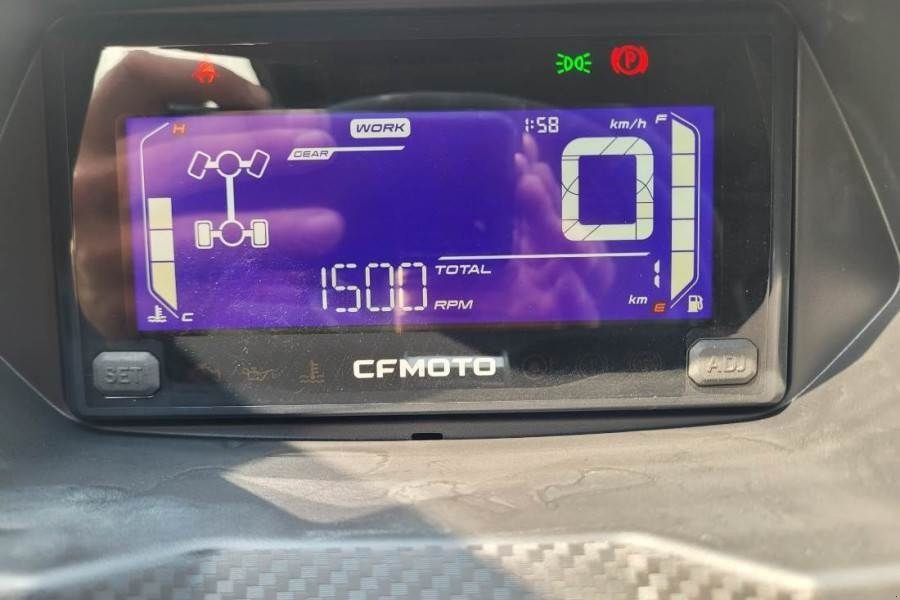 P
H
WORK
1:58
km/h
F
GEAR
0
1500
TOTAL
1
RPM
km
E
C
SET
CFMOTO
ADJ